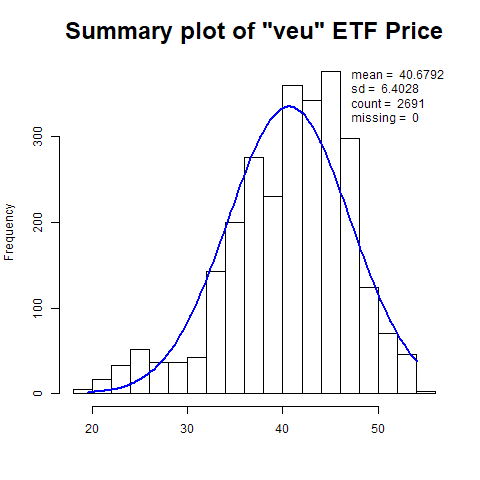 Summary plot of "veu" ETF Price
mean = 40.6792
sd = 6.4028
count = 2691
missing = 0
Frequency
300
200
100
0
20 30 40 50